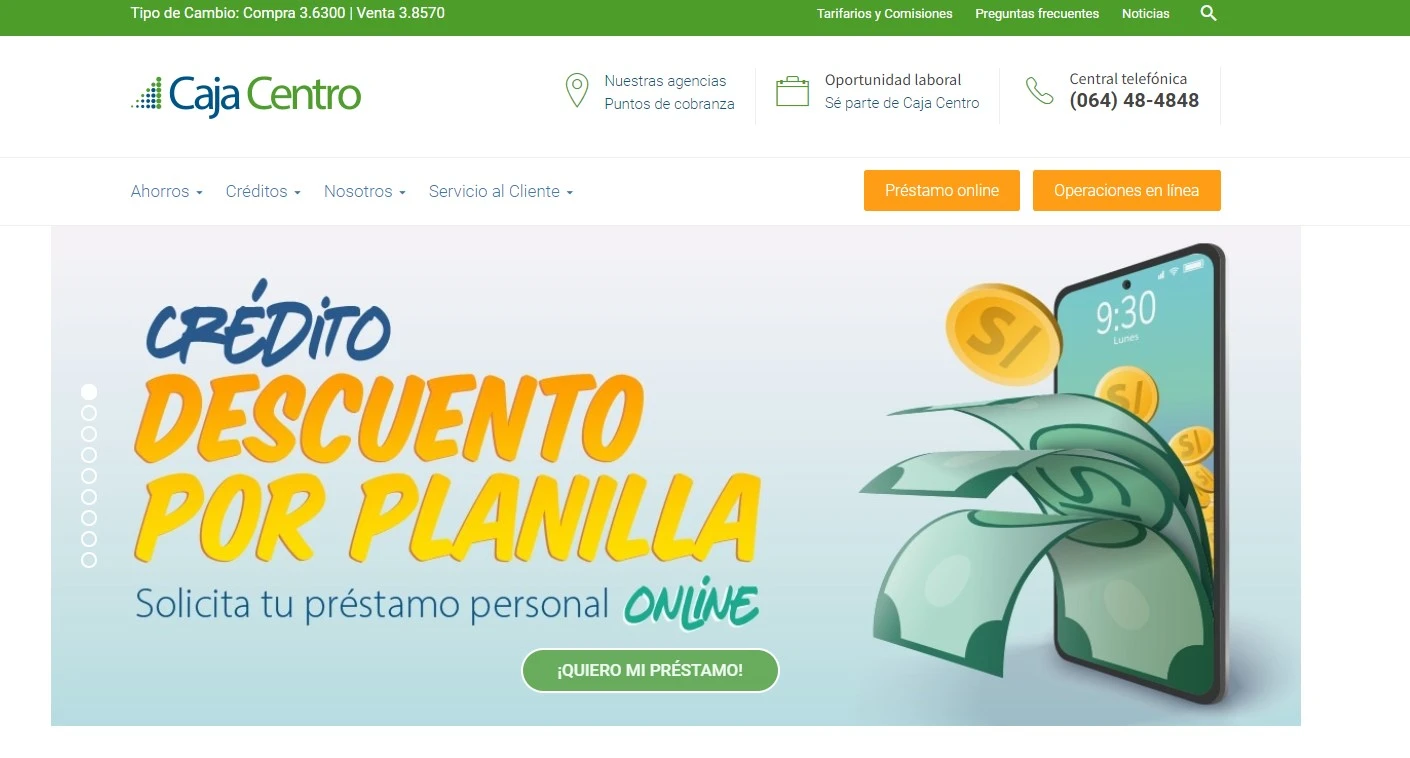 Tipo de Cambio: Compra 3.6300 | Venta 3.8570
Tarifarios y Comisiones
Preguntas frecuentes
Noticias
Caja Centro
Nuestras agencias
Puntos de cobranza
Oportunidad laboral
Sé parte de Caja Centro
Central telefónica
(064) 48-4848
Ahorros
Créditos
Nosotros
Servicio al Cliente
Préstamo online
Operaciones en línea
CRÉDITO
DESCUENTO
POR PLANILLA
Solicita tu préstamo personal ONLINE
¡QUIERO MI PRÉSTAMO!
9:30
Lunes
S/
S/
S/